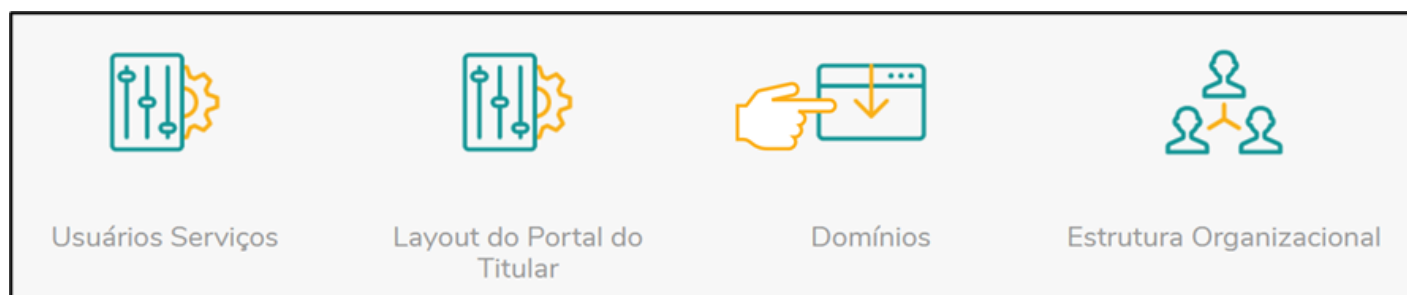 Usuários Serviços
Layout do Portal do
Titular
Domínios
Estrutura Organizacional